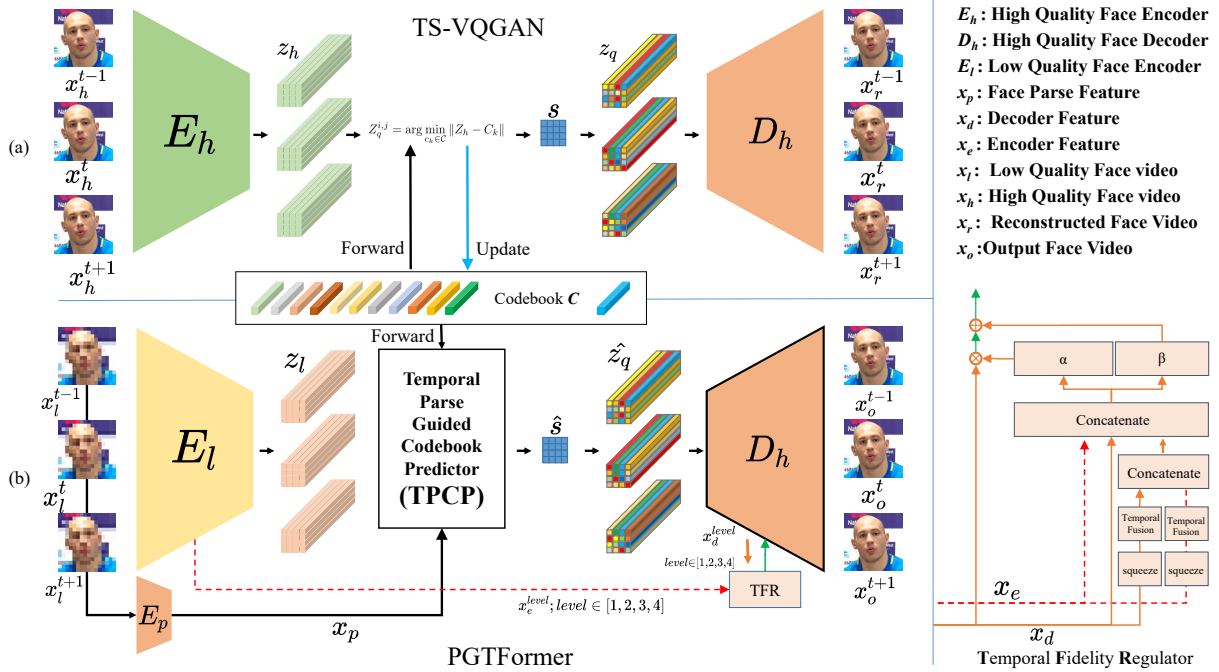 TS-VQGAN
(a)
x_h^{t-1}
x_h^t
x_h^{t+1}
E_h
z_h
Z_q^{i,j} = arg min_{c_k∈C} ‖Z_h − C_k‖
s
z_q
D_h
x_r^{t-1}
x_r^t
x_r^{t+1}
Forward
Update
Codebook C
Forward
(b)
x_l^{t-1}
x_l^t
x_l^{t+1}
E_l
z_l
Temporal
Parse
Guided
Codebook
Predictor
(TPCP)
ŝ
\hat{z_q}
D_h
x_o^{t-1}
x_o^t
x_o^{t+1}
x_d^{level}
level∈[1,2,3,4]
TFR
x_e^{level}; level ∈ [1, 2, 3, 4]
E_p
x_p
PGTFormer
E_h: High Quality Face Encoder
D_h: High Quality Face Decoder
E_l: Low Quality Face Encoder
x_p: Face Parse Feature
x_d: Decoder Feature
x_e: Encoder Feature
x_l: Low Quality Face video
x_h: High Quality Face video
x_r: Reconstructed Face Video
x_o:Output Face Video
α
β
Concatenate
Concatenate
Temporal Fusion
Temporal Fusion
squeeze
squeeze
x_e
x_d
Temporal Fidelity Regulator